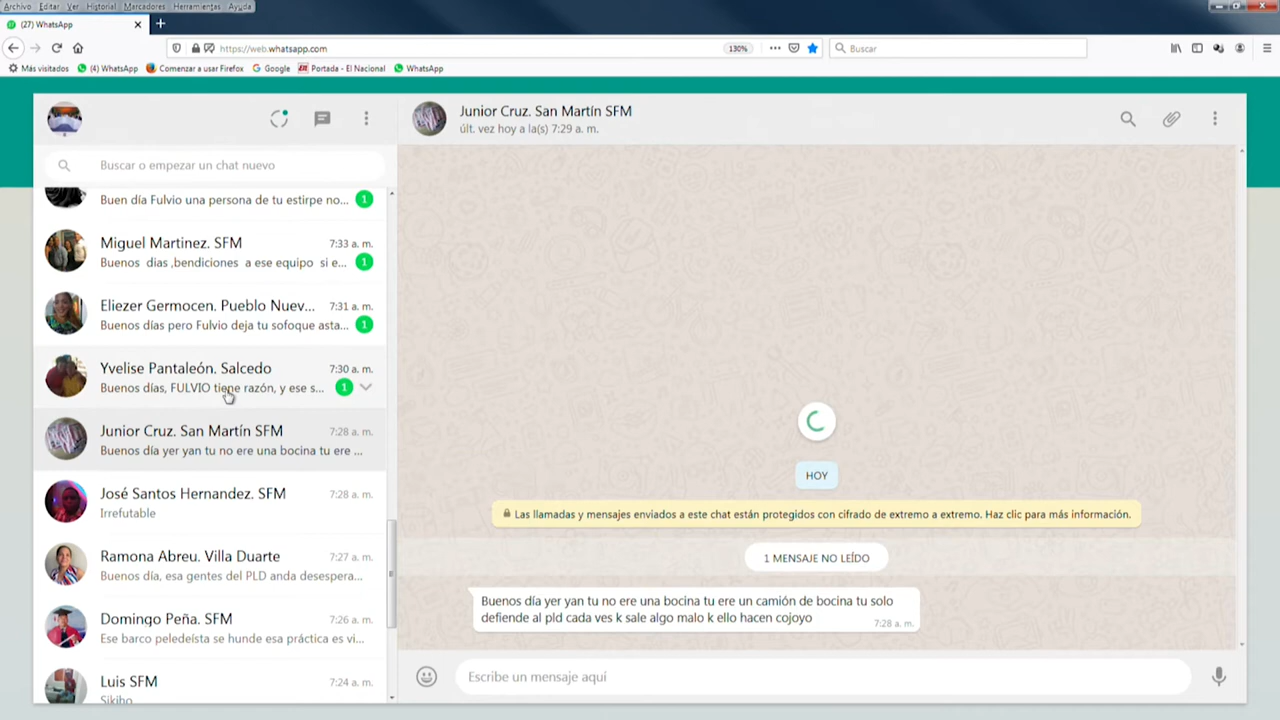 Archivo Editar Ver Historial Marcadores Herramientas Ayuda
(27) WhatsApp
https://web.whatsapp.com
130%
Buscar
Más visitados
(4) WhatsApp
Comenzar a usar Firefox
Google
Portada - El Nacional
WhatsApp
Buscar o empezar un chat nuevo
Buen día Fulvio una persona de tu estirpe no...
1
Miguel Martinez. SFM
7:33 a. m.
Buenos dias ,bendiciones a ese equipo si e...
1
Eliezer Germocen. Pueblo Nuev...
7:31 a. m.
Buenos días pero Fulvio deja tu sofoque asta...
1
Yvelise Pantaleón. Salcedo
7:30 a. m.
Buenos días, FULVIO tiene razón, y ese s...
1
Junior Cruz. San Martín SFM
7:28 a. m.
Buenos día yer yan tu no ere una bocina tu ere ...
José Santos Hernandez. SFM
7:28 a. m.
Irrefutable
Ramona Abreu. Villa Duarte
7:27 a. m.
Buenos día, esa gentes del PLD anda desespera...
Domingo Peña. SFM
7:26 a. m.
Ese barco peledeísta se hunde esa práctica es vi...
Luis SFM
7:24 a. m.
Sikiho
Junior Cruz. San Martín SFM
últ. vez hoy a la(s) 7:29 a. m.
HOY
Las llamadas y mensajes enviados a este chat están protegidos con cifrado de extremo a extremo. Haz clic para más información.
1 MENSAJE NO LEÍDO
Buenos día yer yan tu no ere una bocina tu ere un camión de bocina tu solo
defiende al pld cada ves k sale algo malo k ello hacen cojoyo
7:28 a. m.
Escribe un mensaje aquí